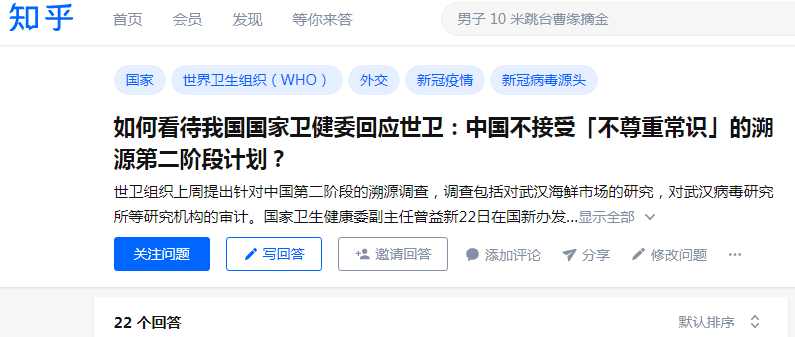 知乎 首页 会员 发现 等你来答 男子 10 米跳台曹缘摘金
国家 世界卫生组织（WHO） 外交 新冠疫情 新冠病毒源头
如何看待我国国家卫健委回应世卫：中国不接受「不尊重常识」的溯
源第二阶段计划？
世卫组织上周提出针对中国第二阶段的溯源调查，调查包括对武汉海鲜市场的研究，对武汉病毒研究
所等研究机构的审计。国家卫生健康委副主任曾益新22日在国新办发...显示全部
关注问题 写回答 邀请回答 添加评论 分享 修改问题 ...
22 个回答 默认排序